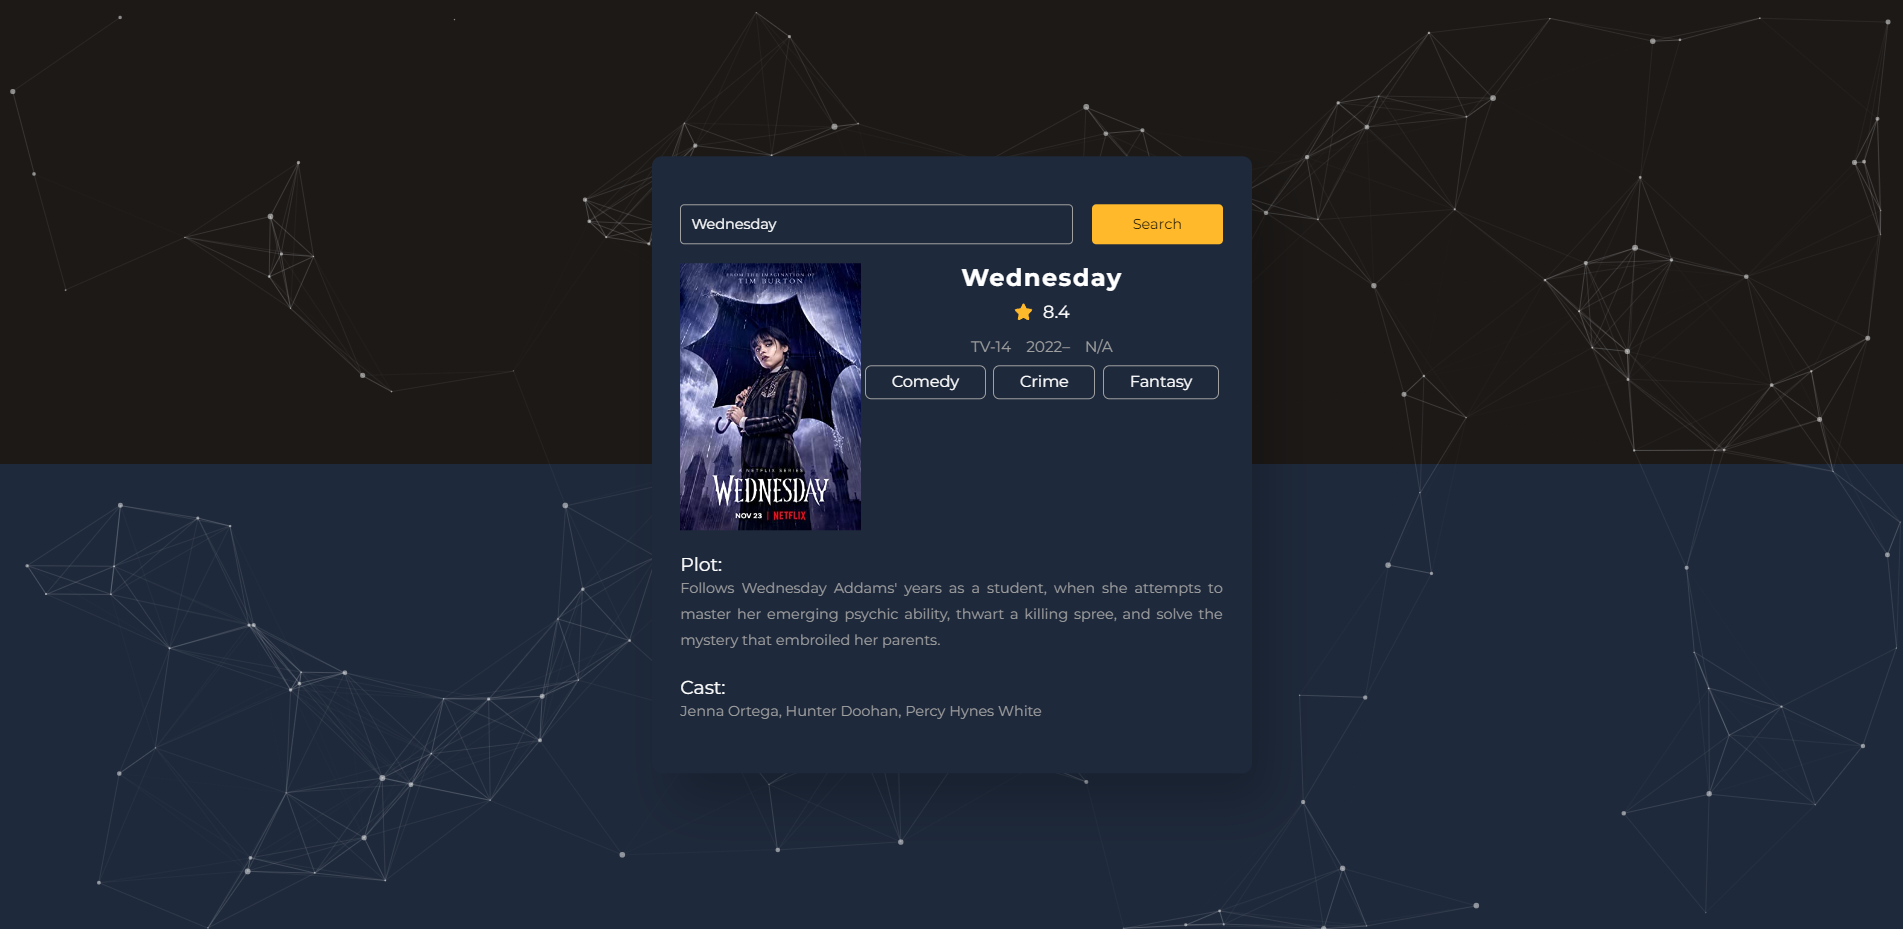 Wednesday
Search
FROM THE IMAGINATION OF
TIM BURTON
A NETFLIX SERIES
WEDNESDAY
NOV 23 | NETFLIX
Wednesday
8.4
TV-14 2022– N/A
Comedy Crime Fantasy
Plot:
Follows Wednesday Addams' years as a student, when she attempts to
master her emerging psychic ability, thwart a killing spree, and solve the
mystery that embroiled her parents.
Cast:
Jenna Ortega, Hunter Doohan, Percy Hynes White